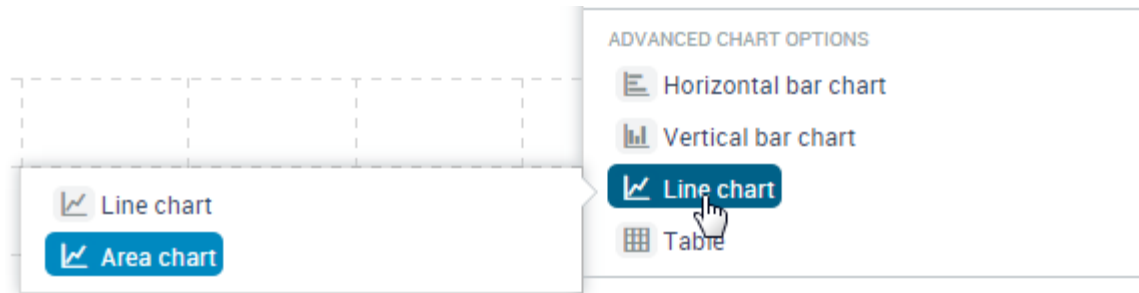 ADVANCED CHART OPTIONS
Horizontal bar chart
Vertical bar chart
Line chart
Table
Line chart
Area chart